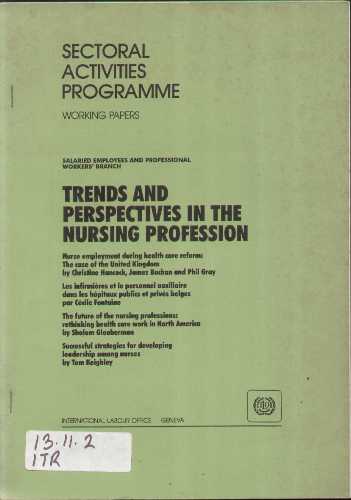 SECTORAL
ACTIVITIES
PROGRAMME
WORKING PAPERS
SALARIED EMPLOYEES AND PROFESSIONAL
WORKERS' BRANCH
TRENDS AND
PERSPECTIVES IN THE
NURSING PROFESSION
Nurse employment during health care reform:
The case of the United Kingdom
by Christine Hancock, James Buchan and Phil Gray
Les infirmières et le personnel auxiliaire
dans les hôpitaux publics et privés belges
par Cécile Fontaine
The future of the nursing professions:
rethinking health care work in North America
by Sholom Glouberman
Successful strategies for developing
leadership among nurses
by Tom Keighley
INTERNATIONAL LABOUR OFFICE GENEVA
13.11.2
ITR